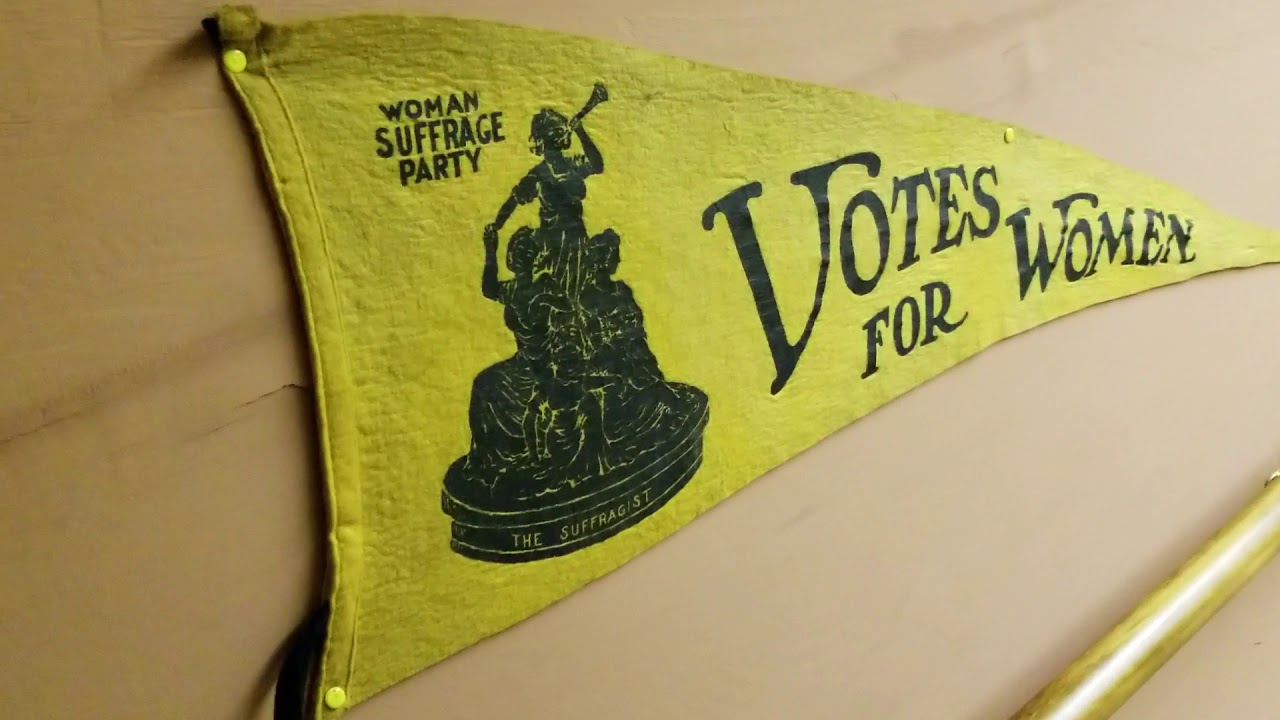 WOMAN
SUFFRAGE
PARTY
VOTES
FOR WOMEN
THE SUFFRAGIST